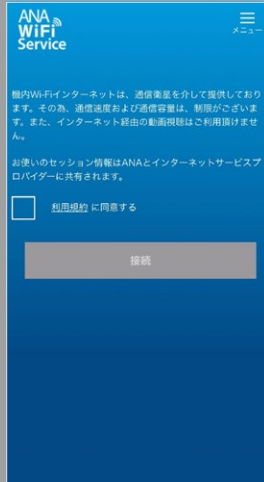 ANA
WiFi
Service
メニュー
機内Wi-Fiインターネットは、通信衛星を介して提供しており
ます。その為、通信速度および通信容量は、制限がございま
す。また、インターネット経由の動画視聴はご利用頂けませ
ん。
お使いのセッション情報はANAとインターネットサービスプ
ロバイダーに共有されます。
利用規約 に同意する
接続